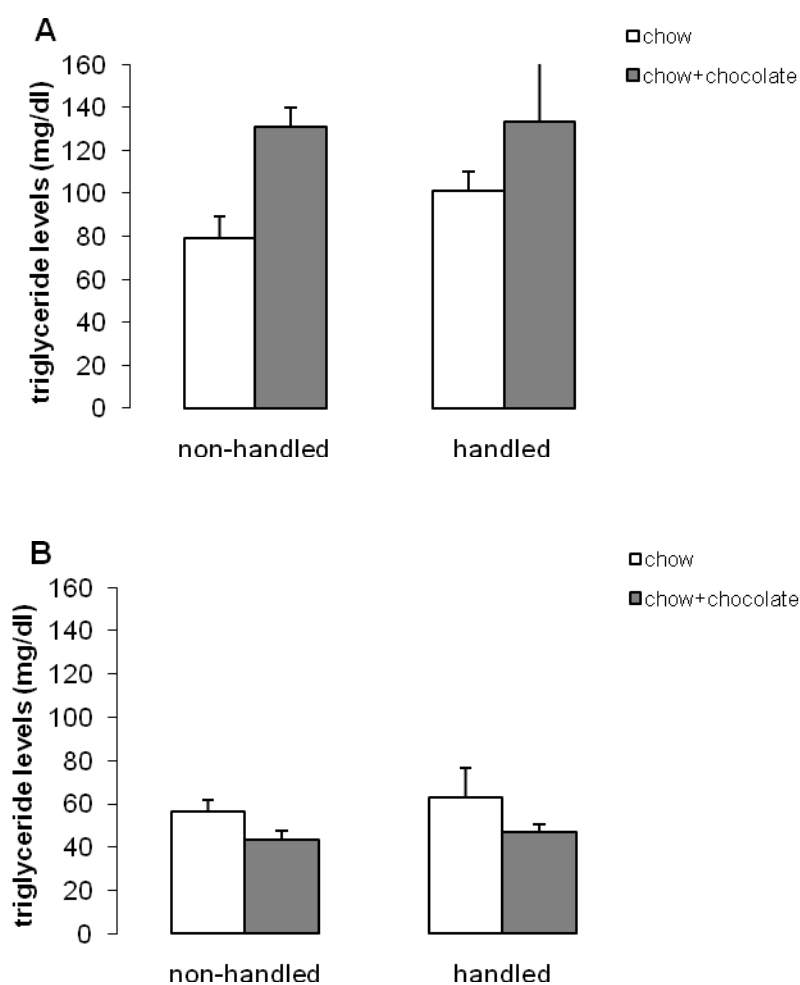 A
chow
chow+chocolate
triglyceride levels (mg/dl)
160
140
120
100
80
60
40
20
0
non-handled handled
B
chow
chow+chocolate
triglyceride levels (mg/dl)
160
140
120
100
80
60
40
20
0
non-handled handled